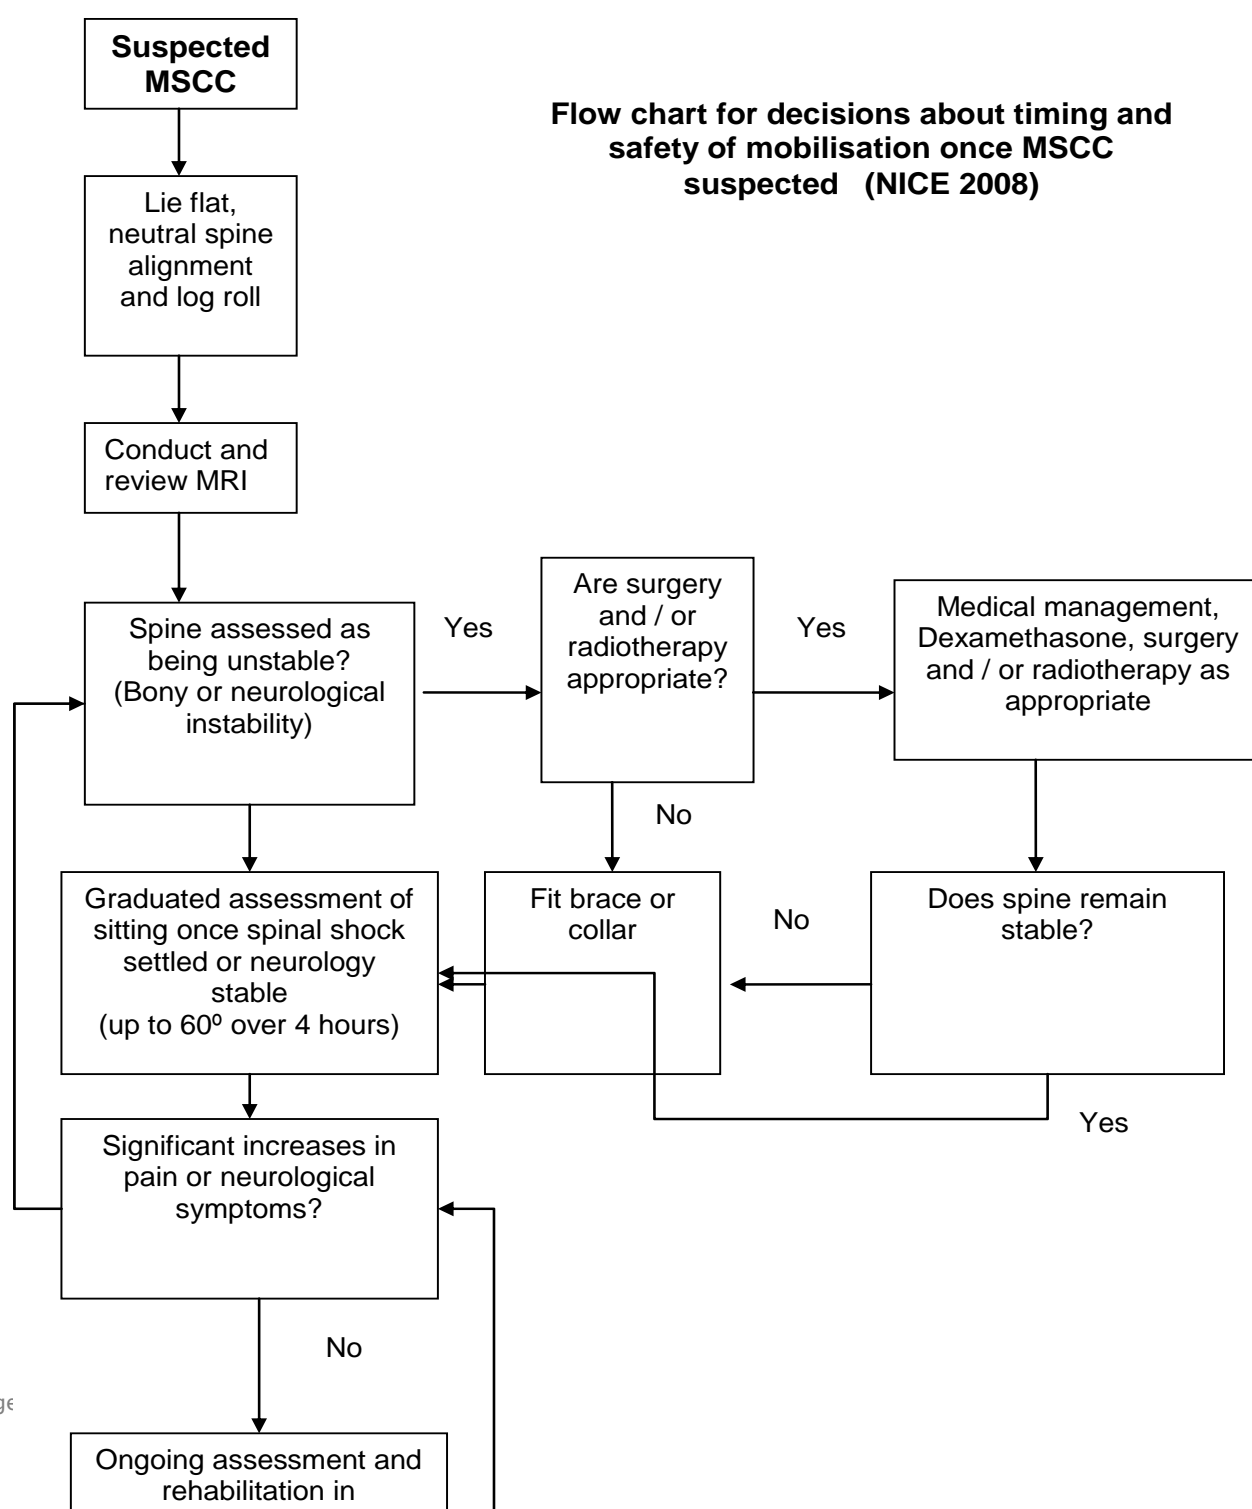 Suspected
MSCC
Flow chart for decisions about timing and
safety of mobilisation once MSCC
suspected (NICE 2008)
Lie flat,
neutral spine
alignment
and log roll
Conduct and
review MRI
Spine assessed as
being unstable?
(Bony or neurological
instability)
Yes
Are surgery
and / or
radiotherapy
appropriate?
Yes
Medical management,
Dexamethasone, surgery
and / or radiotherapy as
appropriate
No
Graduated assessment of
sitting once spinal shock
settled or neurology
stable
(up to 60º over 4 hours)
Fit brace or
collar
No
Does spine remain
stable?
Yes
Significant increases in
pain or neurological
symptoms?
No
Ongoing assessment and
rehabilitation in